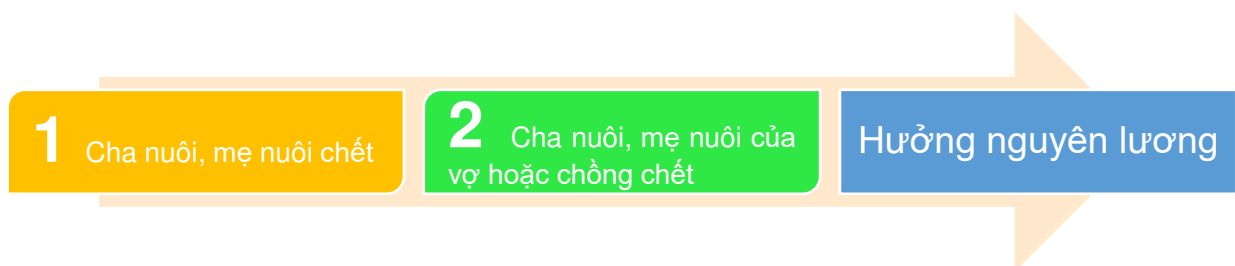 1 Cha nuôi, mẹ nuôi chết
2 Cha nuôi, mẹ nuôi của
vợ hoặc chồng chết
Hưởng nguyên lương